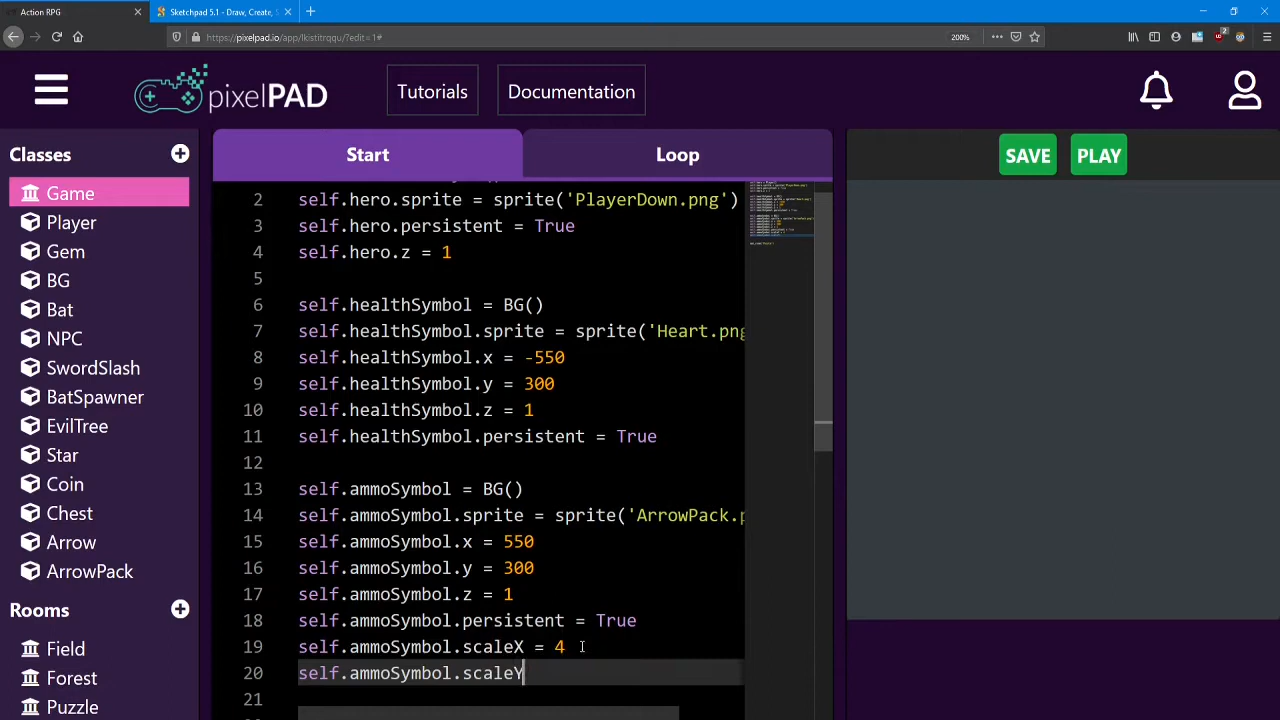 Action RPG
Sketchpad 5.1 - Draw, Create,
https://pixelpad.io/app/lkistitrqqu/?edit=1#
200%
2
pixelPAD
Tutorials
Documentation
Classes
Game
Player
Gem
BG
Bat
NPC
SwordSlash
BatSpawner
EvilTree
Star
Coin
Chest
Arrow
ArrowPack
Rooms
Field
Forest
Puzzle
Start
Loop
2 self.hero.sprite = sprite('PlayerDown.png')
3 self.hero.persistent = True
4 self.hero.z = 1
5
6 self.healthSymbol = BG()
7 self.healthSymbol.sprite = sprite('Heart.png
8 self.healthSymbol.x = -550
9 self.healthSymbol.y = 300
10 self.healthSymbol.z = 1
11 self.healthSymbol.persistent = True
12
13 self.ammoSymbol = BG()
14 self.ammoSymbol.sprite = sprite('ArrowPack.p
15 self.ammoSymbol.x = 550
16 self.ammoSymbol.y = 300
17 self.ammoSymbol.z = 1
18 self.ammoSymbol.persistent = True
19 self.ammoSymbol.scaleX = 4
20 self.ammoSymbol.scaleY
21
SAVE
PLAY